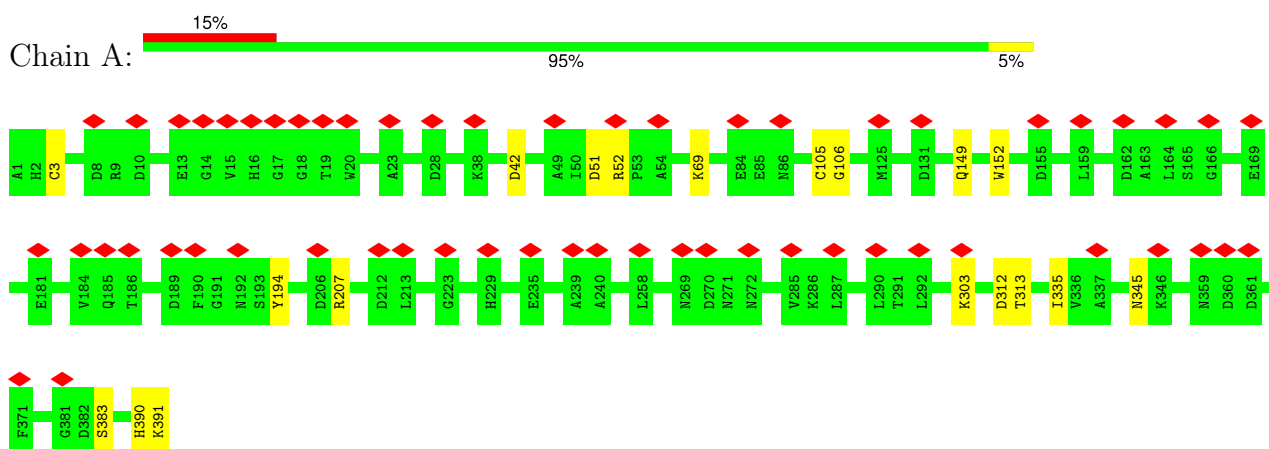 15%
Chain A:
95% 5%
A1 H2 C3 D8 R9 D10 E13 G14 V15 H16 G17 G18 T19 W20 A23 D28 K38 D42 A49 I50 D51 R52 P53 A54 K69 E84 E85 N86 C105 G106 M125 D131 Q149 W152 D155 L159 D162 A163 L164 S165 G166 E169
E181 V184 Q185 T186 D189 F190 G191 N192 S193 Y194 D206 R207 D212 L213 G223 H229 E235 A239 A240 L258 N269 D270 N271 N272 V285 K286 L287 L290 T291 L292 K303 D312 T313 I335 V336 A337 N345 K346 N359 D360 D361
F371 G381 D382 S383 H390 K391